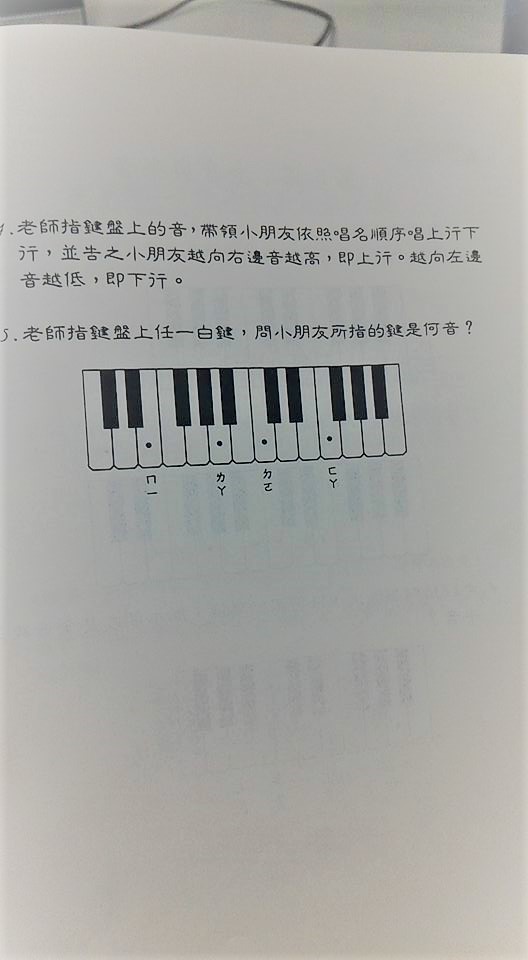 4.老師指鍵盤上的音,帶領小朋友依照唱名順序唱上行下
行,並告之小朋友越向右邊音越高,即上行。越向左邊
音越低,即下行。
5.老師指鍵盤上任一白鍵,問小朋友所指的鍵是何音?
ㄇㄧ ㄌㄚ ㄉㄛ ㄈㄚ